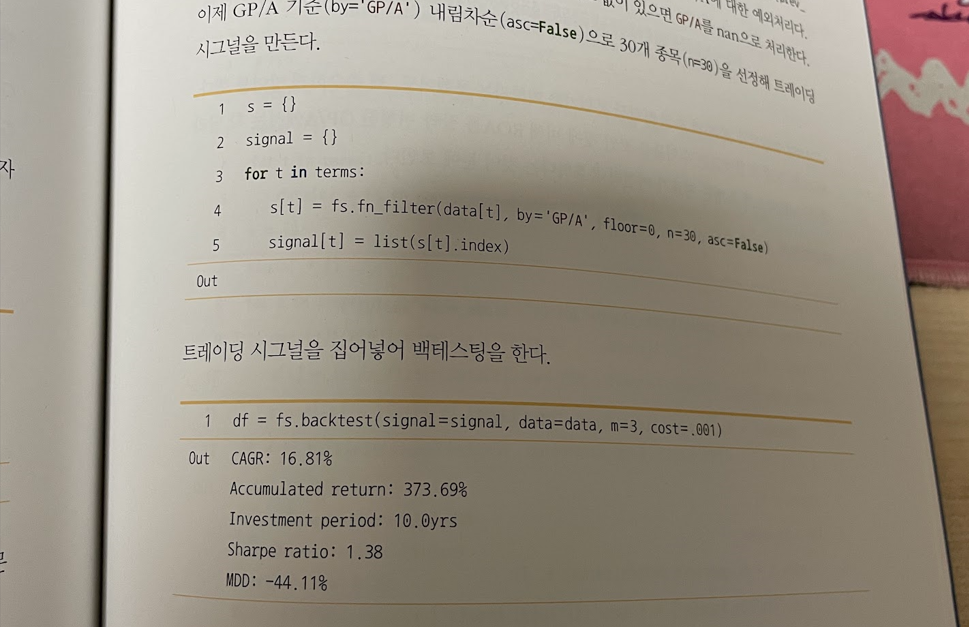 대한 예외처리다.
이제 GP/A 기준(by='GP/A') 내림차순(asc=False)으로 30개 종목(n=30)을 선정해 트레이딩
값이 있으면 GP/A를 nan으로 처리한다.
시그널을 만든다.
1 s = {}
2 signal = {}
3 for t in terms:
4 s[t] = fs.fn_filter(data[t], by='GP/A', floor=0, n=30, asc=False)
5 signal[t] = list(s[t].index)
Out
트레이딩 시그널을 집어넣어 백테스팅을 한다.
1 df = fs.backtest(signal=signal, data=data, m=3, cost=.001)
Out CAGR: 16.81%
Accumulated return: 373.69%
Investment period: 10.0yrs
Sharpe ratio: 1.38
MDD: -44.11%
자